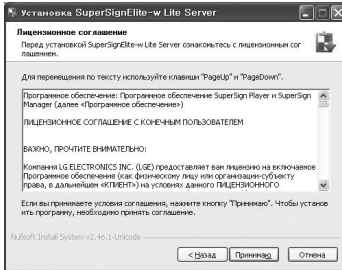 Установка SuperSignElite-w Lite Server
Лицензионное соглашение
Перед установкой SuperSignElite-w Lite Server ознакомьтесь с лицензионным сог
лашением.
Для перемещения по тексту используйте клавиши "PageUp" и "PageDown".
Программное обеспечение: Программное обеспечение SuperSign Player и SuperSign
Manager (далее «Программное обеспечение»)
ЛИЦЕНЗИОННОЕ СОГЛАШЕНИЕ С КОНЕЧНЫМ ПОЛЬЗОВАТЕЛЕМ
ВАЖНО, ПРОЧТИТЕ ВНИМАТЕЛЬНО:
Компания LG ELECTRONICS INC. (LGE) предоставляет вам лицензию на включаемое
Программное обеспечение (как физическому лицу или организации-субъекту
права, в дальнейшем «КЛИЕНТ») на условиях данного ЛИЦЕНЗИОННОГО
Если вы принимаете условия соглашения, нажмите кнопку "Принимаю". Чтобы установ
ить программу, необходимо принять соглашение.
Nullsoft Install System v2.46.1-Unicode
< Назад
Принимаю
Отмена